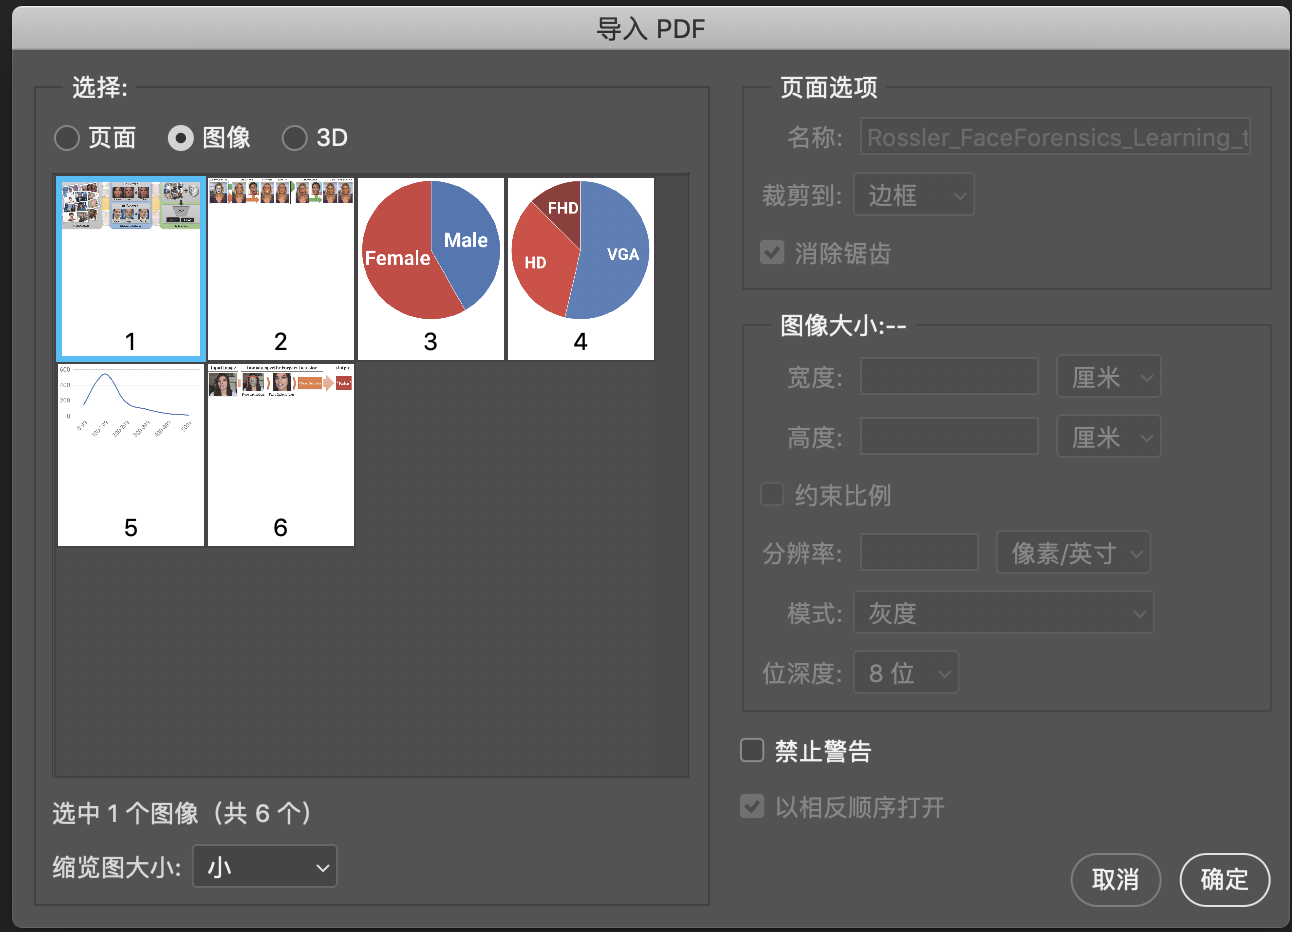 导入 PDF
选择:
页面 图像 3D
1
2
Female
Male
3
FHD
HD
VGA
4
600
400
200
0
5
6
选中 1 个图像（共 6 个）
缩览图大小: 小
页面选项
名称: Rossler_FaceForensics_Learning_t
裁剪到: 边框
消除锯齿
图像大小:--
宽度: 厘米
高度: 厘米
约束比例
分辨率: 像素/英寸
模式: 灰度
位深度: 8 位
禁止警告
以相反顺序打开
取消 确定